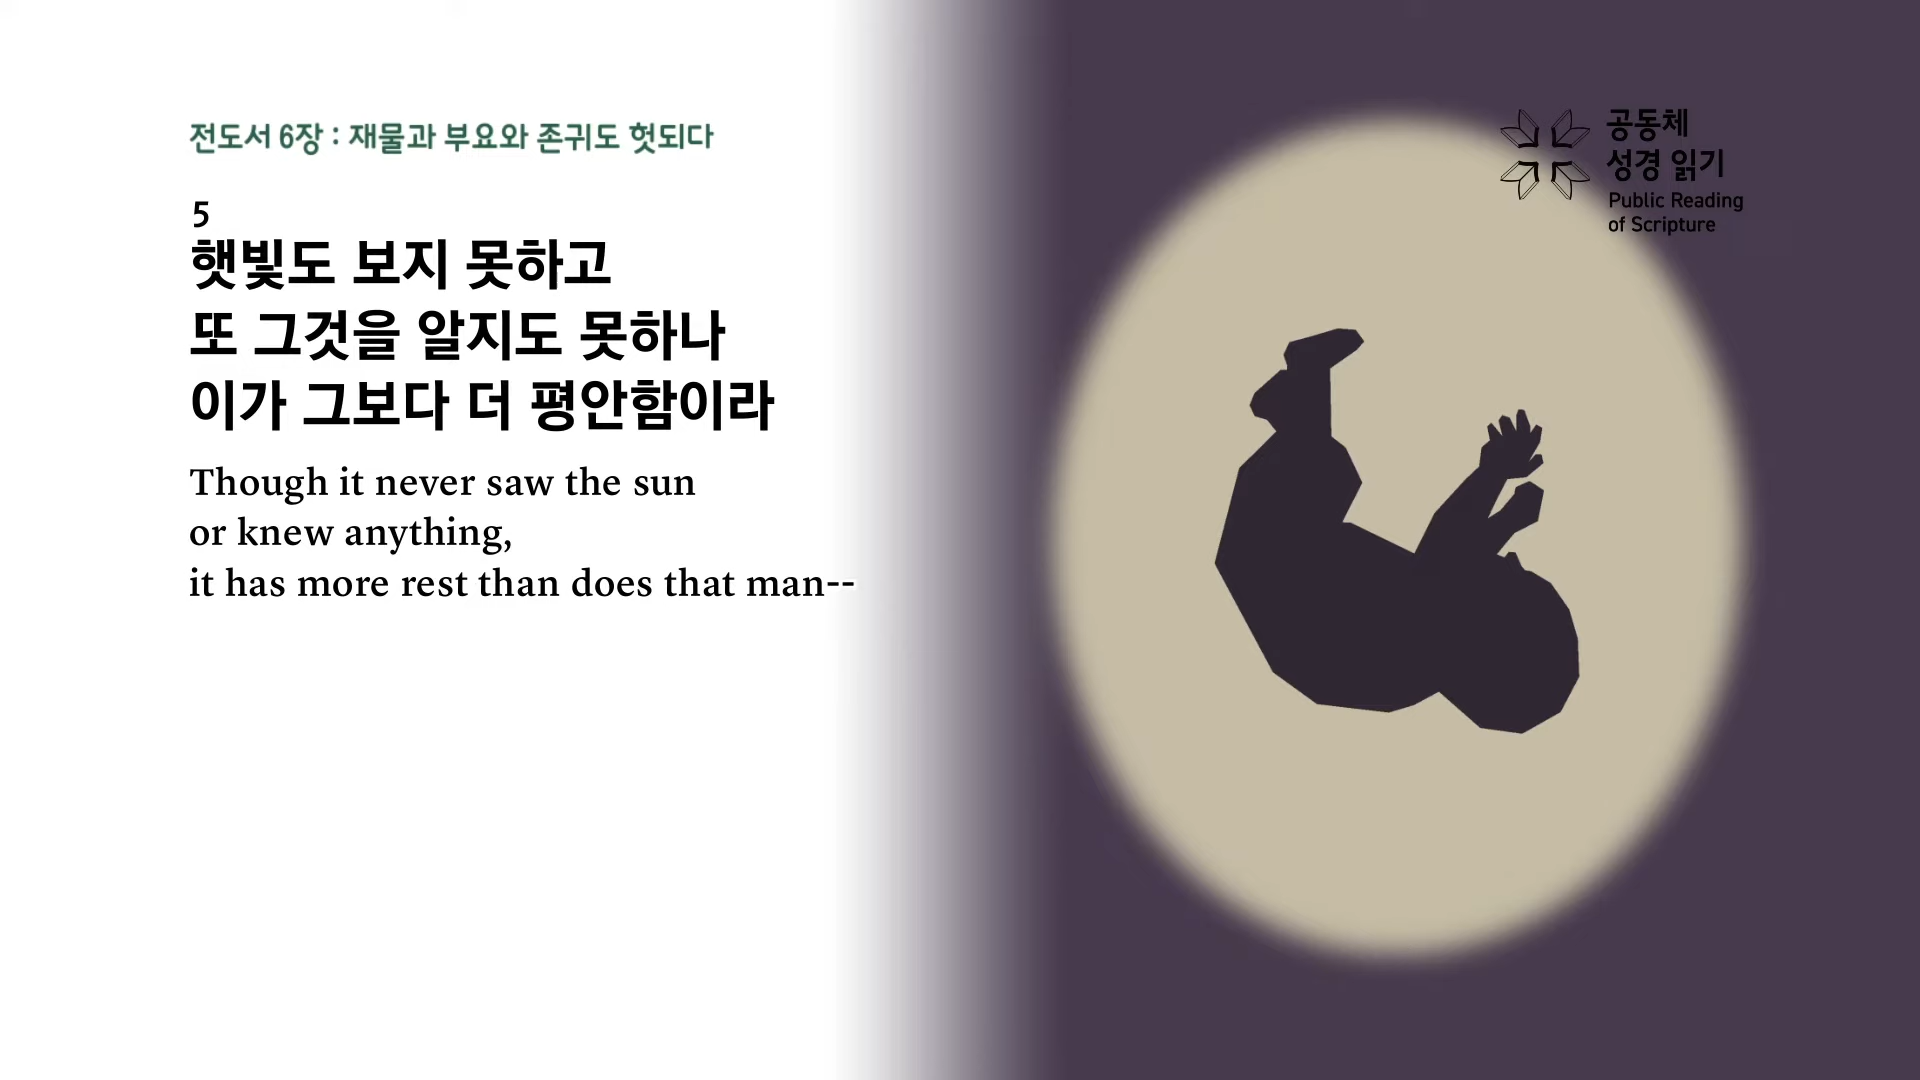 전도서 6장 : 재물과 부요와 존귀도 헛되다
5
햇빛도 보지 못하고
또 그것을 알지도 못하나
이가 그보다 더 평안함이라
Though it never saw the sun
or knew anything,
it has more rest than does that man--
공동체
성경 읽기
Public Reading
of Scripture